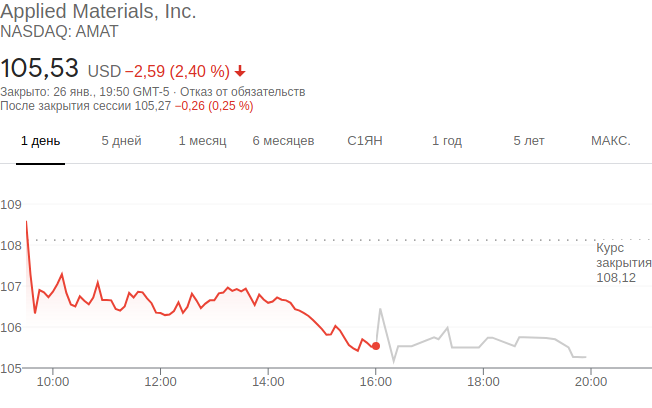 Applied Materials, Inc.
NASDAQ: AMAT
105,53 USD −2,59 (2,40 %)
Закрыто: 26 янв., 19:50 GMT-5 · Отказ от обязательств
После закрытия сессии 105,27 −0,26 (0,25 %)
1 день 5 дней 1 месяц 6 месяцев С1ЯН 1 год 5 лет МАКС.
109
108
Курс
закрытия
108,12
107
106
105
10:00 12:00 14:00 16:00 18:00 20:00